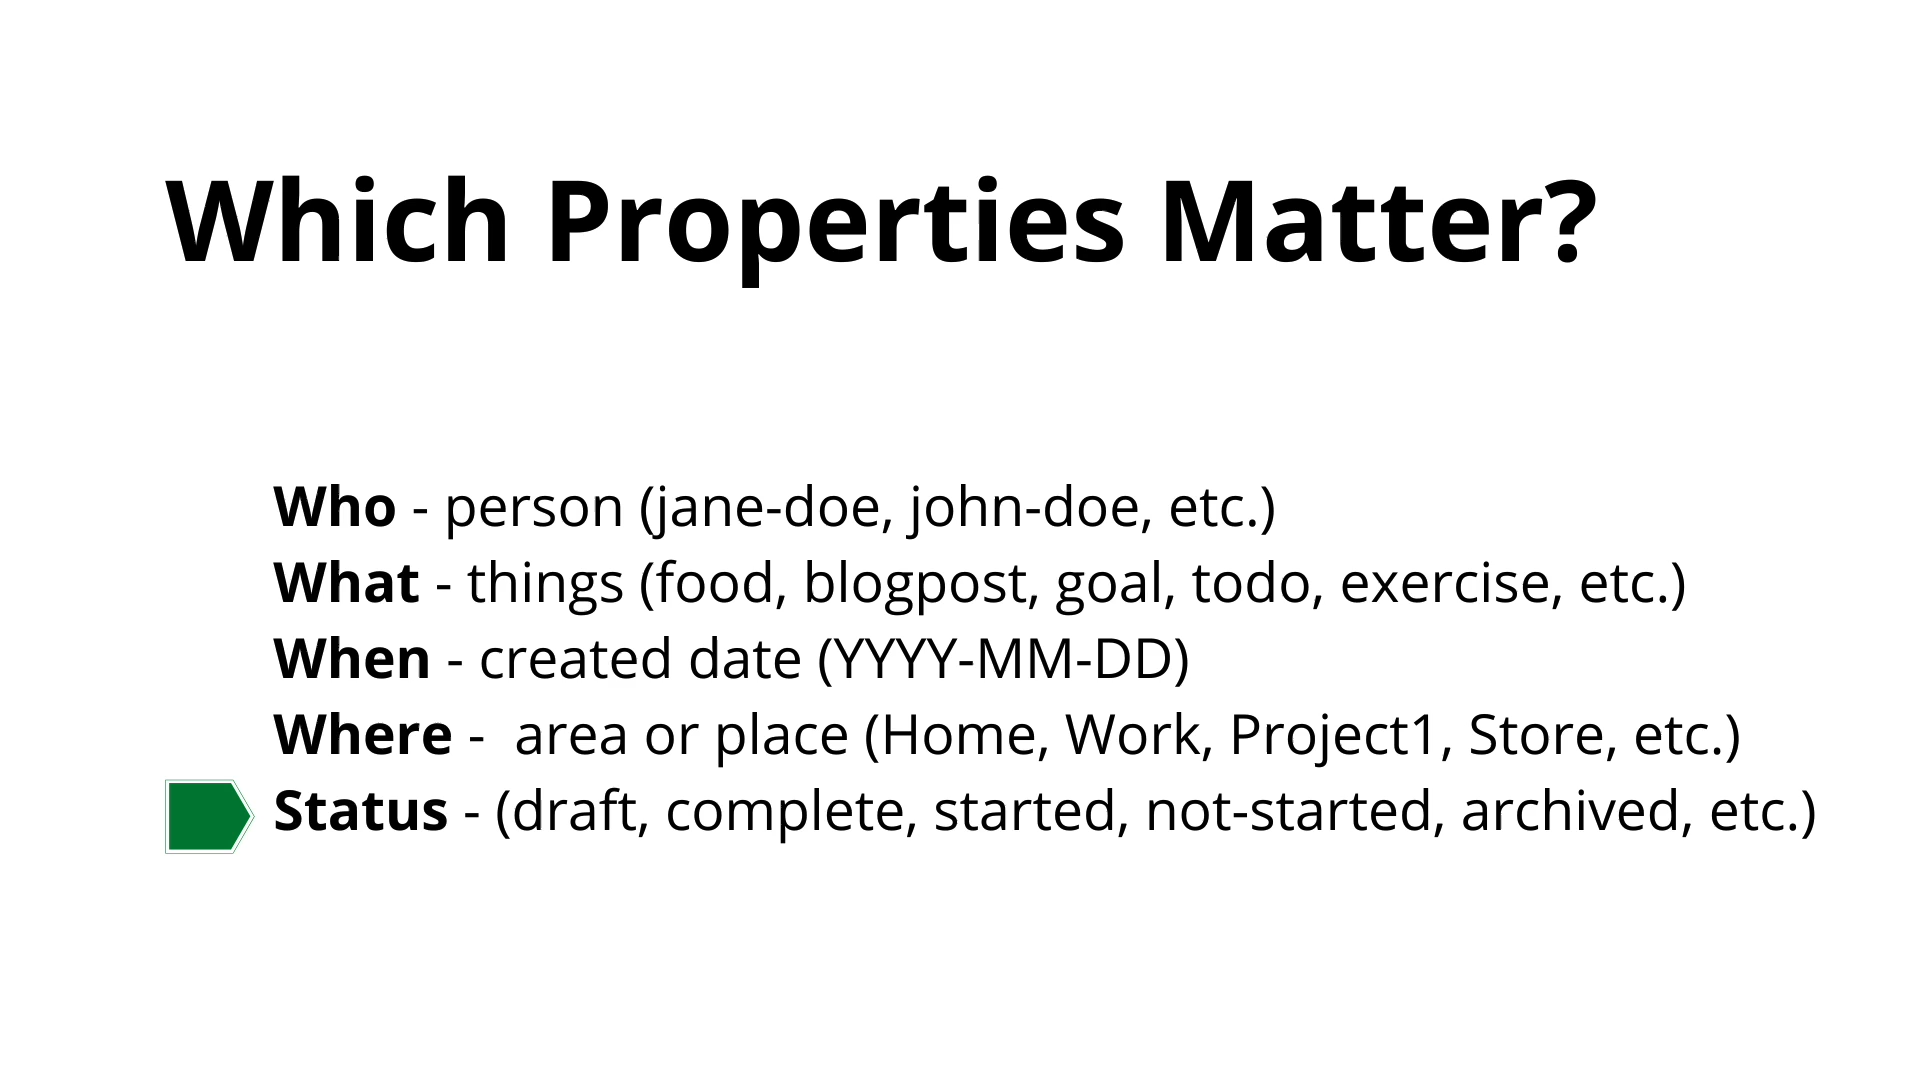 Which Properties Matter?
Who - person (jane-doe, john-doe, etc.)
What - things (food, blogpost, goal, todo, exercise, etc.)
When - created date (YYYY-MM-DD)
Where -  area or place (Home, Work, Project1, Store, etc.)
Status - (draft, complete, started, not-started, archived, etc.)